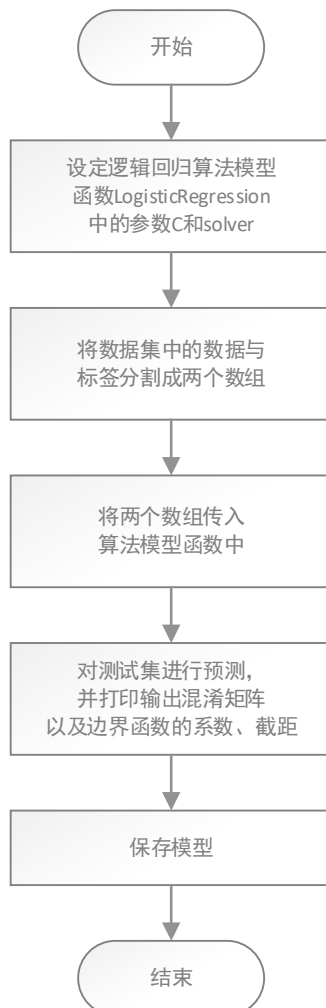 开始
设定逻辑回归算法模型
函数LogisticRegression
中的参数C和solver
将数据集中的数据与
标签分割成两个数组
将两个数组传入
算法模型函数中
对测试集进行预测，
并打印输出混淆矩阵
以及边界函数的系数、截距
保存模型
结束